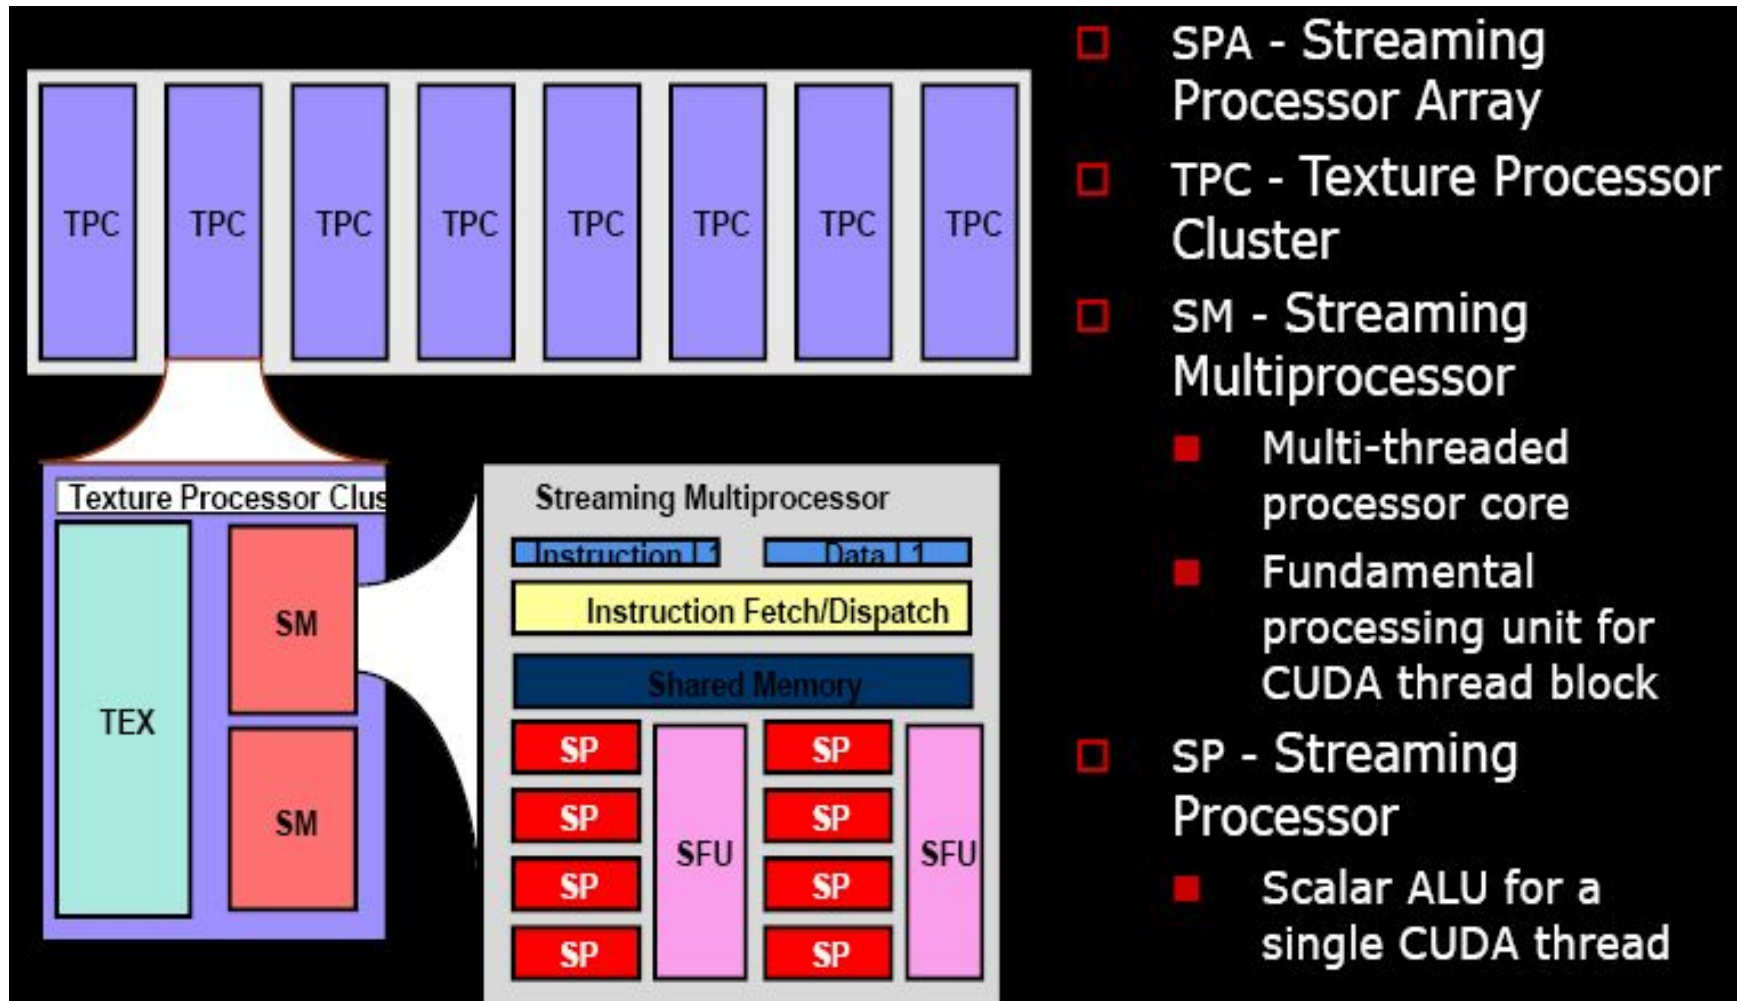 TPC TPC TPC TPC TPC TPC TPC TPC
Texture Processor Clus
TEX
SM
SM
Streaming Multiprocessor
Instruction L1 Data L1
Instruction Fetch/Dispatch
Shared Memory
SP SP
SP SP
SFU SFU
SP SP
SP SP
SPA - Streaming
Processor Array
TPC - Texture Processor
Cluster
SM - Streaming
Multiprocessor
Multi-threaded
processor core
Fundamental
processing unit for
CUDA thread block
SP - Streaming
Processor
Scalar ALU for a
single CUDA thread